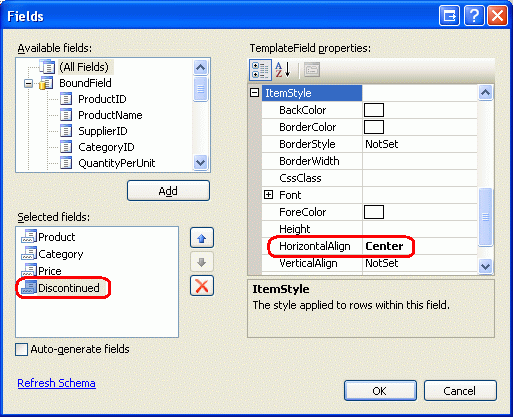 Fields
Available fields:
(All Fields)
BoundField
ProductID
ProductName
SupplierID
CategoryID
QuantityPerUnit
Add
Selected fields:
Product
Category
Price
Discontinued
Auto-generate fields
Refresh Schema
TemplateField properties:
ItemStyle
BackColor
BorderColor
BorderStyle NotSet
BorderWidth
CssClass
Font
ForeColor
Height
HorizontalAlign Center
VerticalAlign NotSet
ItemStyle
The style applied to rows within this field.
OK
Cancel